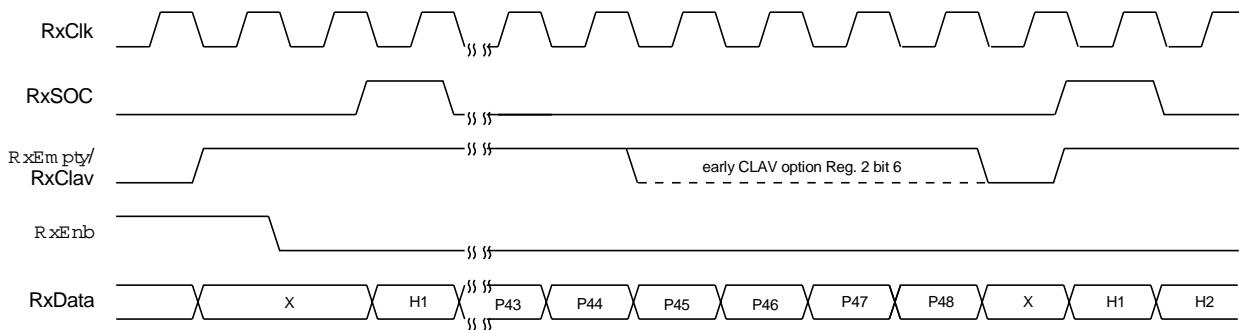 RxClk
RxSOC
RxEmpty/
RxClav
early CLAV option Reg. 2 bit 6
RxEnb
RxData
X
H1
P43
P44
P45
P46
P47
P48
X
H1
H2